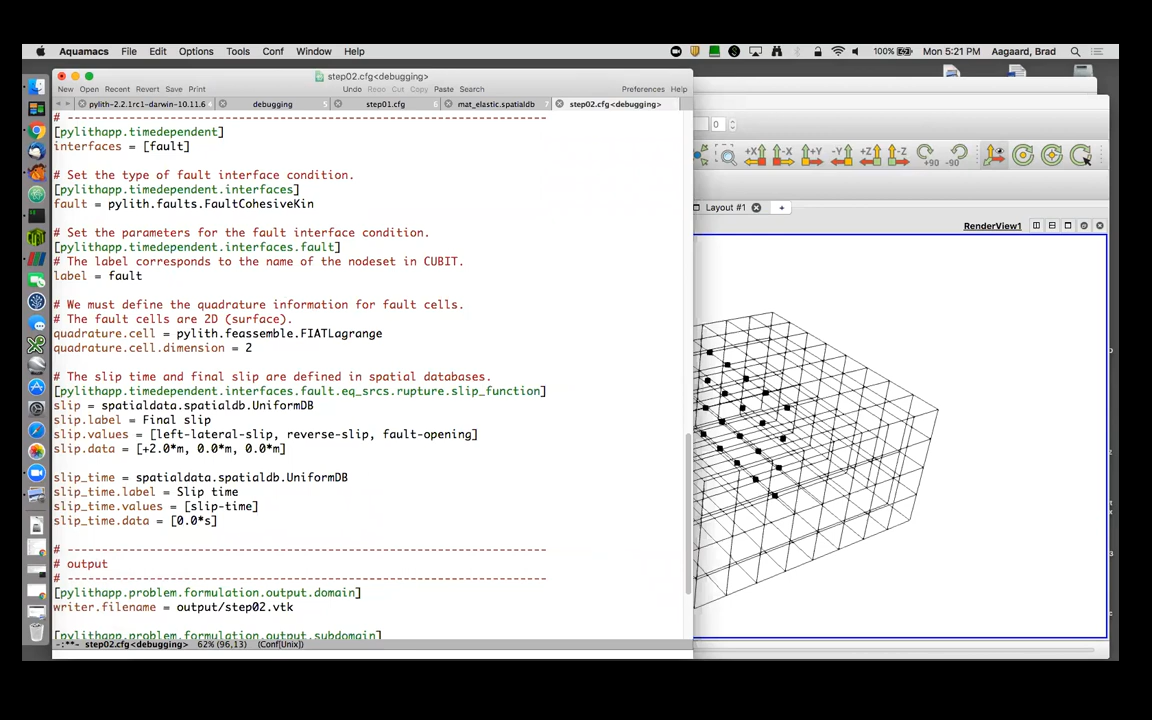 Aquamacs File Edit Options Tools Conf Window Help
100% Mon 5:21 PM Aagaard, Brad
step02.cfg<debugging>
New Open Recent Revert Save Print Undo Redo Cut Copy Paste Search Preferences Help
pylith-2.2.1rc1-darwin-10.11.6 debugging step01.cfg mat_elastic.spatialdb step02.cfg<debugging>
# ----------------------------------------------------------------------
[pylithapp.timedependent]
interfaces = [fault]
# Set the type of fault interface condition.
[pylithapp.timedependent.interfaces]
fault = pylith.faults.FaultCohesiveKin
# Set the parameters for the fault interface condition.
[pylithapp.timedependent.interfaces.fault]
# The label corresponds to the name of the nodeset in CUBIT.
label = fault
# We must define the quadrature information for fault cells.
# The fault cells are 2D (surface).
quadrature.cell = pylith.feassemble.FIATLagrange
quadrature.cell.dimension = 2
# The slip time and final slip are defined in spatial databases.
[pylithapp.timedependent.interfaces.fault.eq_srcs.rupture.slip_function]
slip = spatialdata.spatialdb.UniformDB
slip.label = Final slip
slip.values = [left-lateral-slip, reverse-slip, fault-opening]
slip.data = [+2.0*m, 0.0*m, 0.0*m]
slip_time = spatialdata.spatialdb.UniformDB
slip_time.label = Slip time
slip_time.values = [slip-time]
slip_time.data = [0.0*s]
# ----------------------------------------------------------------------
# output
# ----------------------------------------------------------------------
[pylithapp.problem.formulation.output.domain]
writer.filename = output/step02.vtk
[pylithapp.problem.formulation.output.subdomain]
-:**- step02.cfg<debugging> 62% (96,13) (Conf[Unix])
0
+X -X +Y -Y +Z -Z +90 -90
Layout #1 +
RenderView1